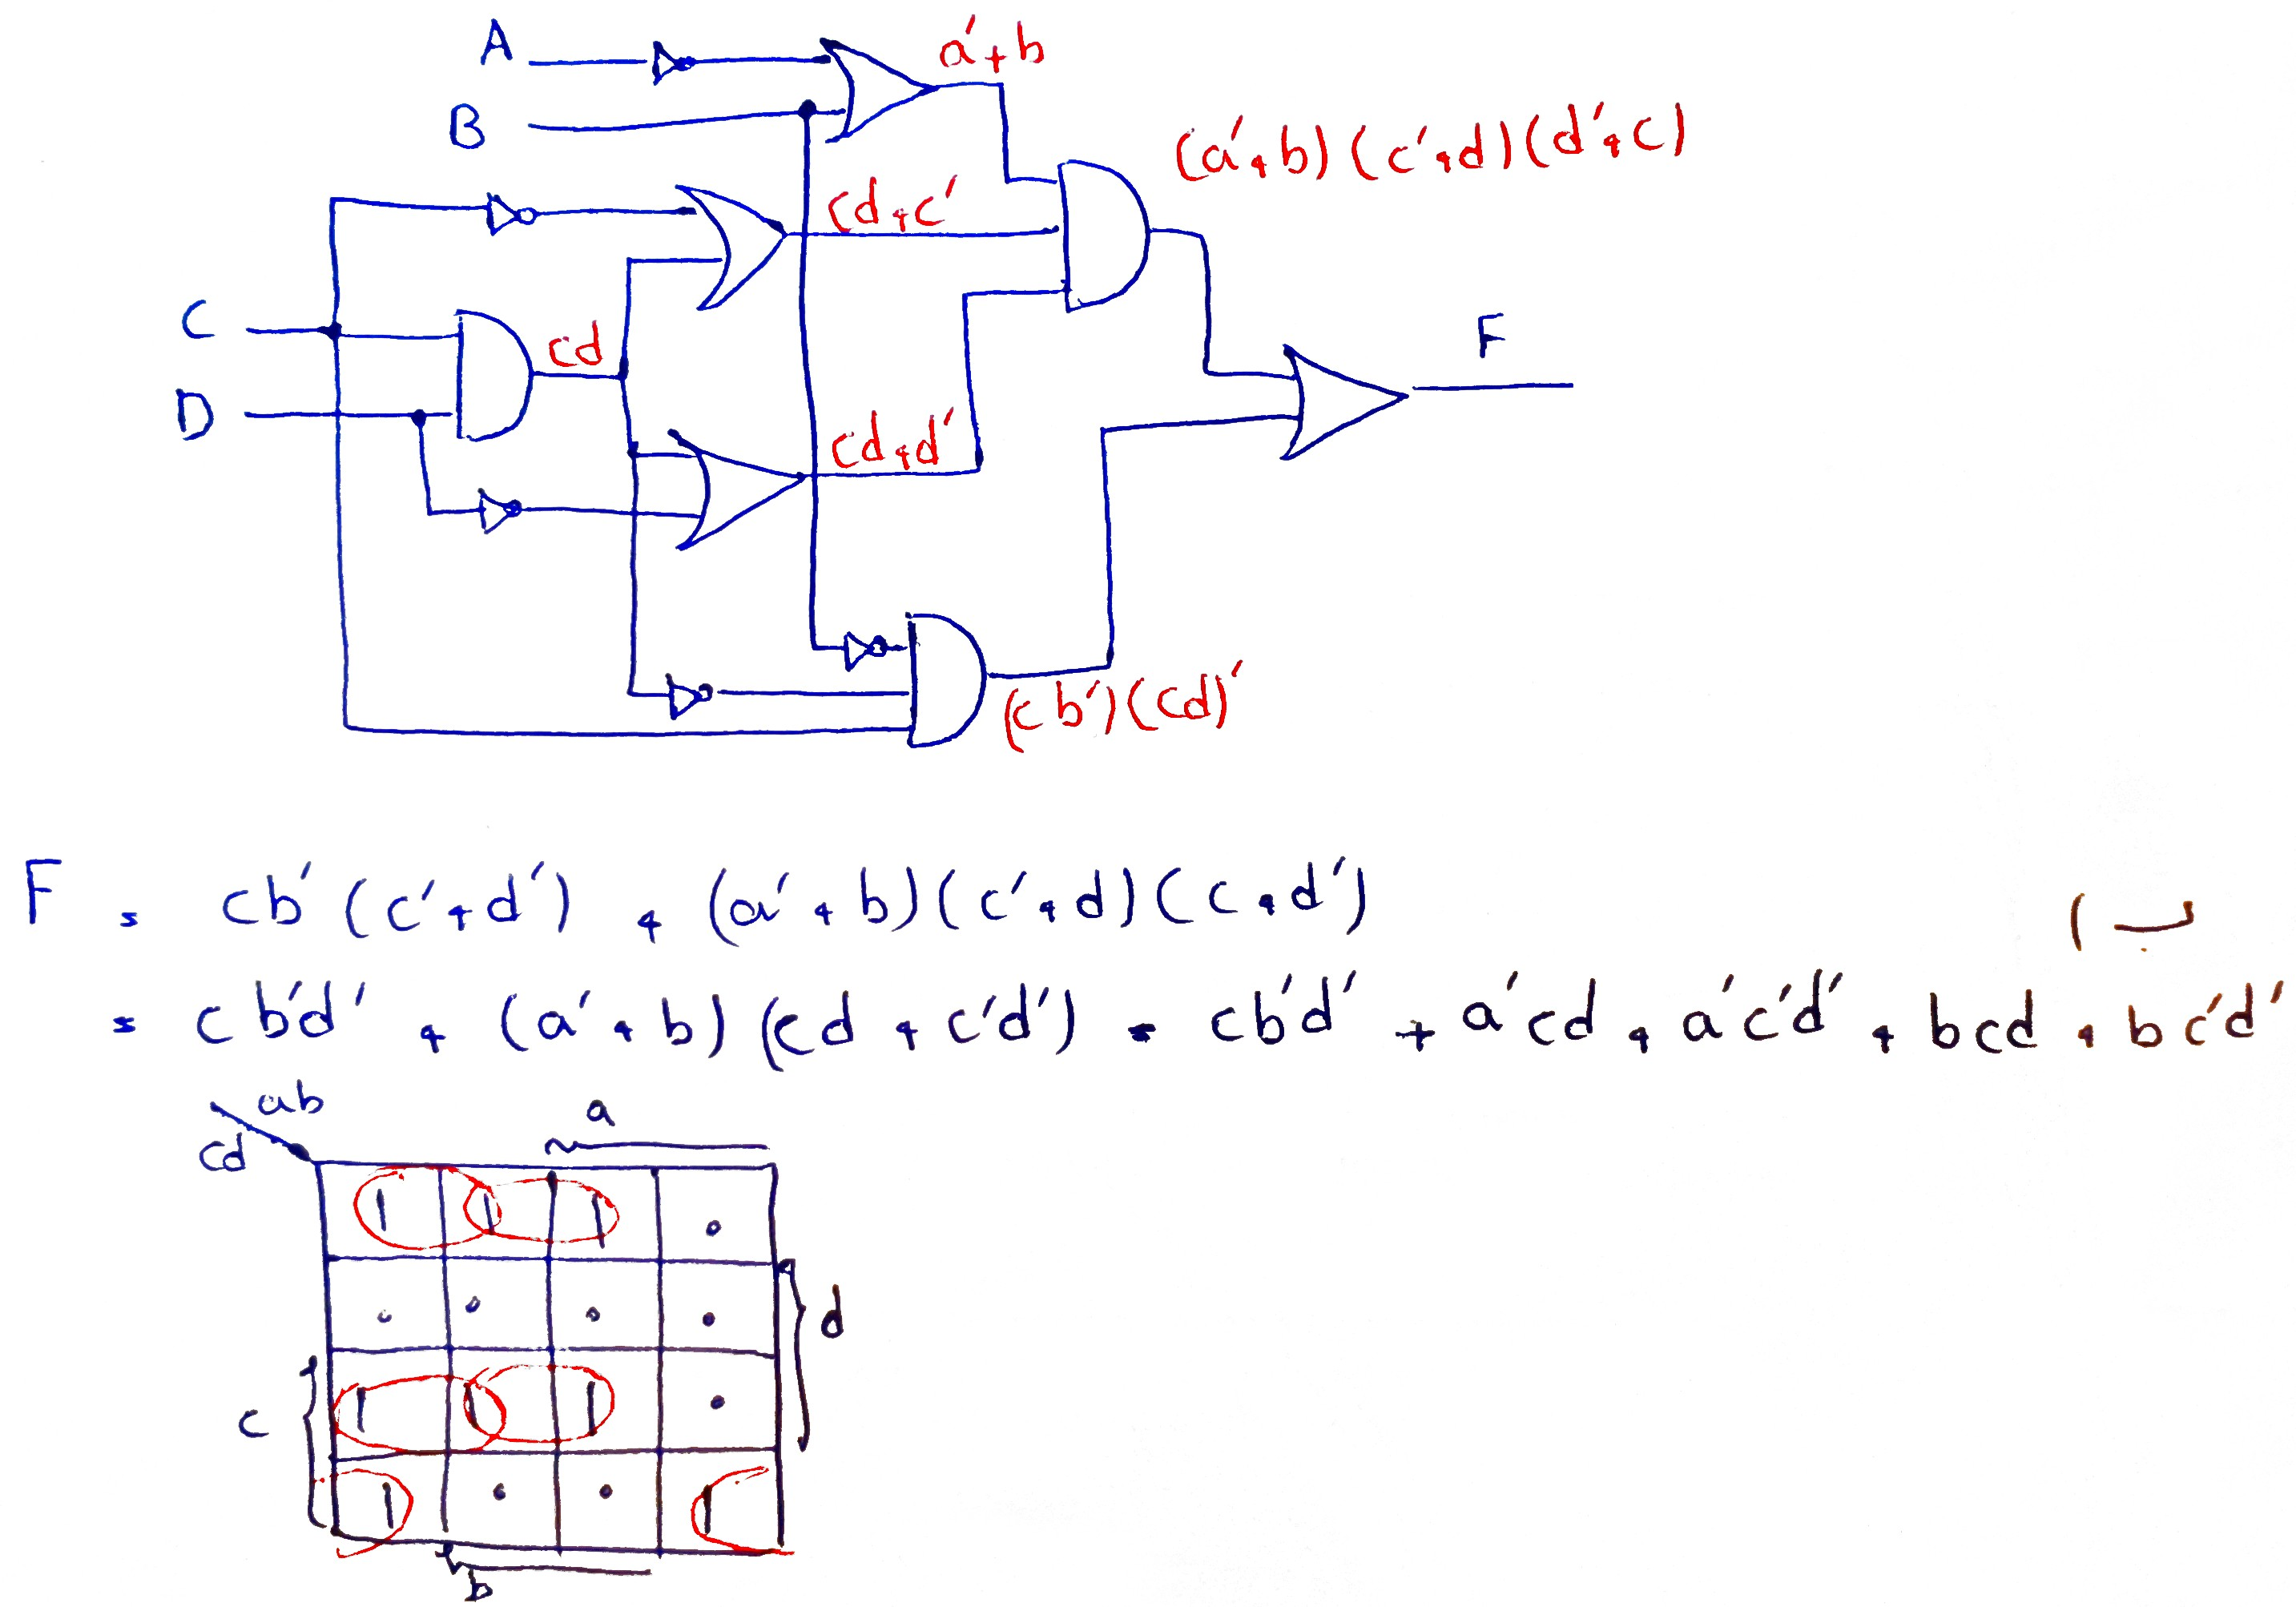 A
a'+b
B
(a'+b)(c'+d)(d'+c)
cd+c'
C
cd
F
D
cd+d'
(cb')(cd)'
F = cb'(c'+d') + (a'+b)(c'+d)(c+d')
ب)
= cb'd' + (a'+b)(cd+c'd') = cb'd' + a'cd + a'c'd' + bcd + bc'd'
ab
a
cd
1 1 1 0
0 0 0 0
d
1 1 1 0
c
1 0 0 1
b